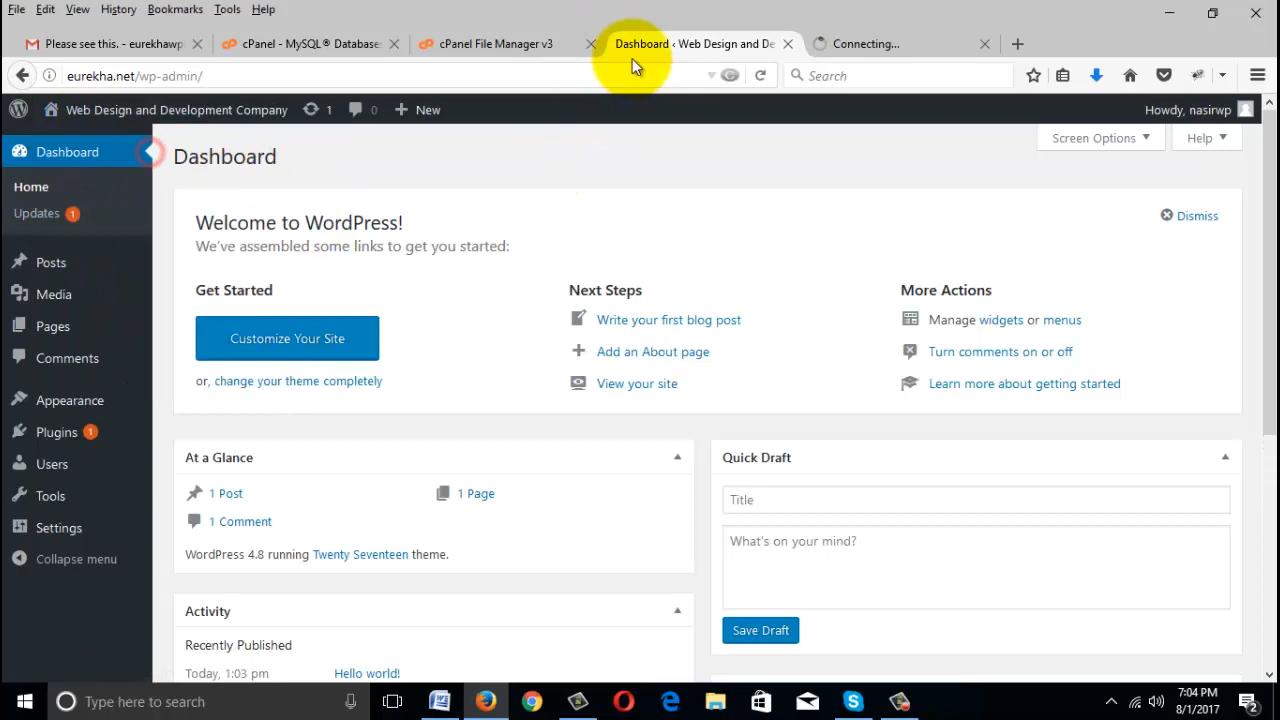 File Edit View History Bookmarks Tools Help
Please see this. - eurekhawp
cPanel - MySQL® Database
cPanel File Manager v3
Dashboard ‹ Web Design and De
Connecting...
eurekha.net/wp-admin/
Search
Web Design and Development Company 1 0 New
Howdy, nasirwp
Dashboard
Home
Updates 1
Posts
Media
Pages
Comments
Appearance
Plugins 1
Users
Tools
Settings
Collapse menu
Screen Options
Help
Dashboard
Welcome to WordPress!
Dismiss
We've assembled some links to get you started:
Get Started
Customize Your Site
or, change your theme completely
Next Steps
Write your first blog post
Add an About page
View your site
More Actions
Manage widgets or menus
Turn comments on or off
Learn more about getting started
At a Glance
1 Post
1 Page
1 Comment
WordPress 4.8 running Twenty Seventeen theme.
Activity
Recently Published
Today, 1:03 pm Hello world!
Quick Draft
Title
What's on your mind?
Save Draft
Type here to search
7:04 PM
8/1/2017
2